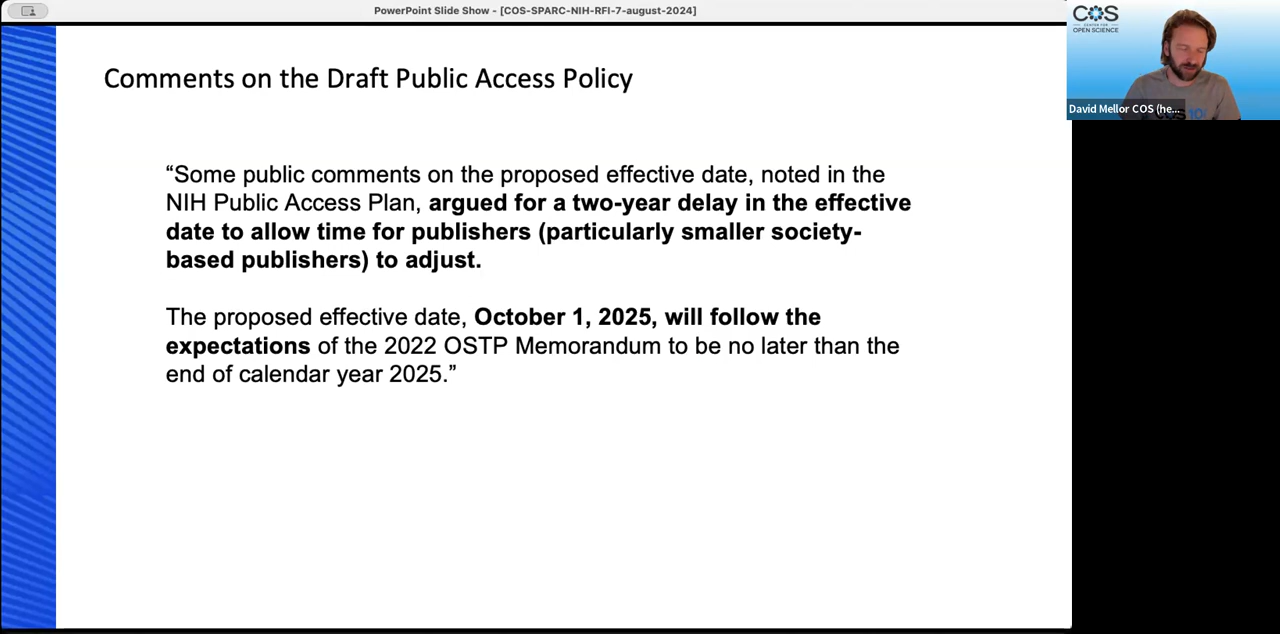 PowerPoint Slide Show - [COS-SPARC-NIH-RFI-7-august-2024]
COS
CENTER FOR
OPEN SCIENCE
David Mellor COS (he...
COS 10
Comments on the Draft Public Access Policy
“Some public comments on the proposed effective date, noted in the
NIH Public Access Plan, argued for a two-year delay in the effective
date to allow time for publishers (particularly smaller society-
based publishers) to adjust.
The proposed effective date, October 1, 2025, will follow the
expectations of the 2022 OSTP Memorandum to be no later than the
end of calendar year 2025.”